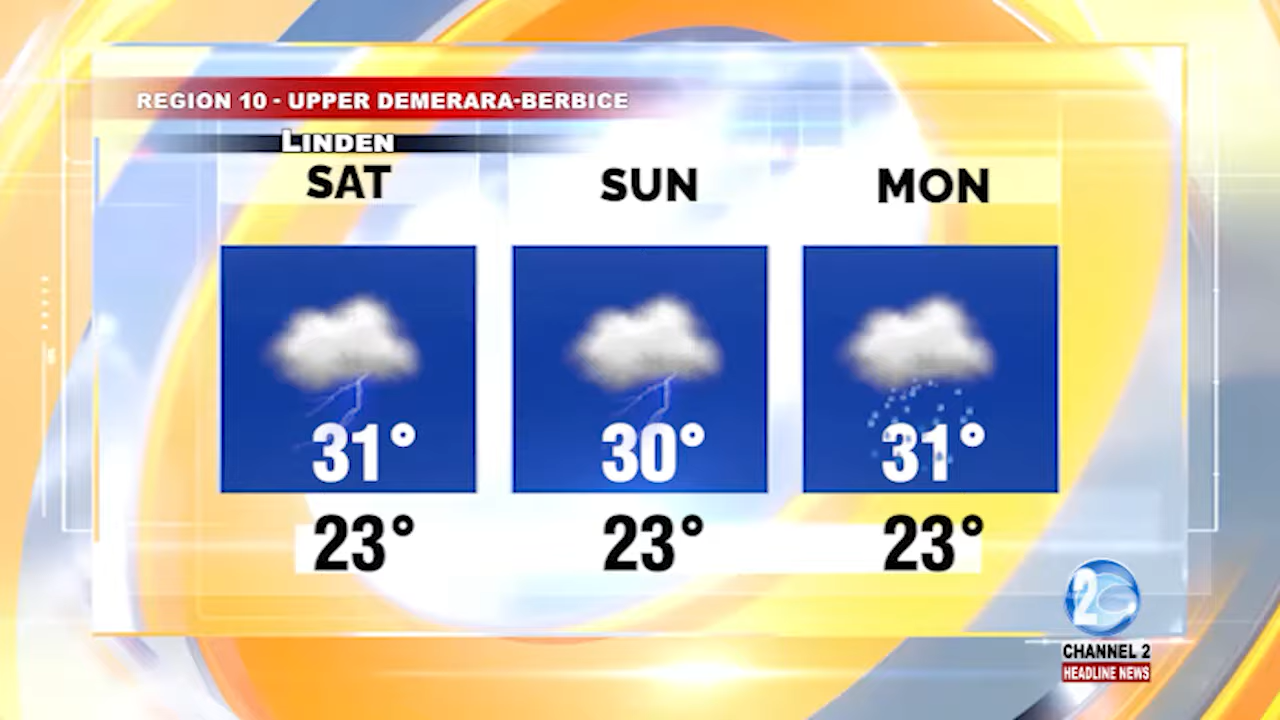 REGION 10 - UPPER DEMERARA-BERBICE
LINDEN
SAT SUN MON
31° 30° 31°
23° 23° 23°
2
CHANNEL 2
HEADLINE NEWS